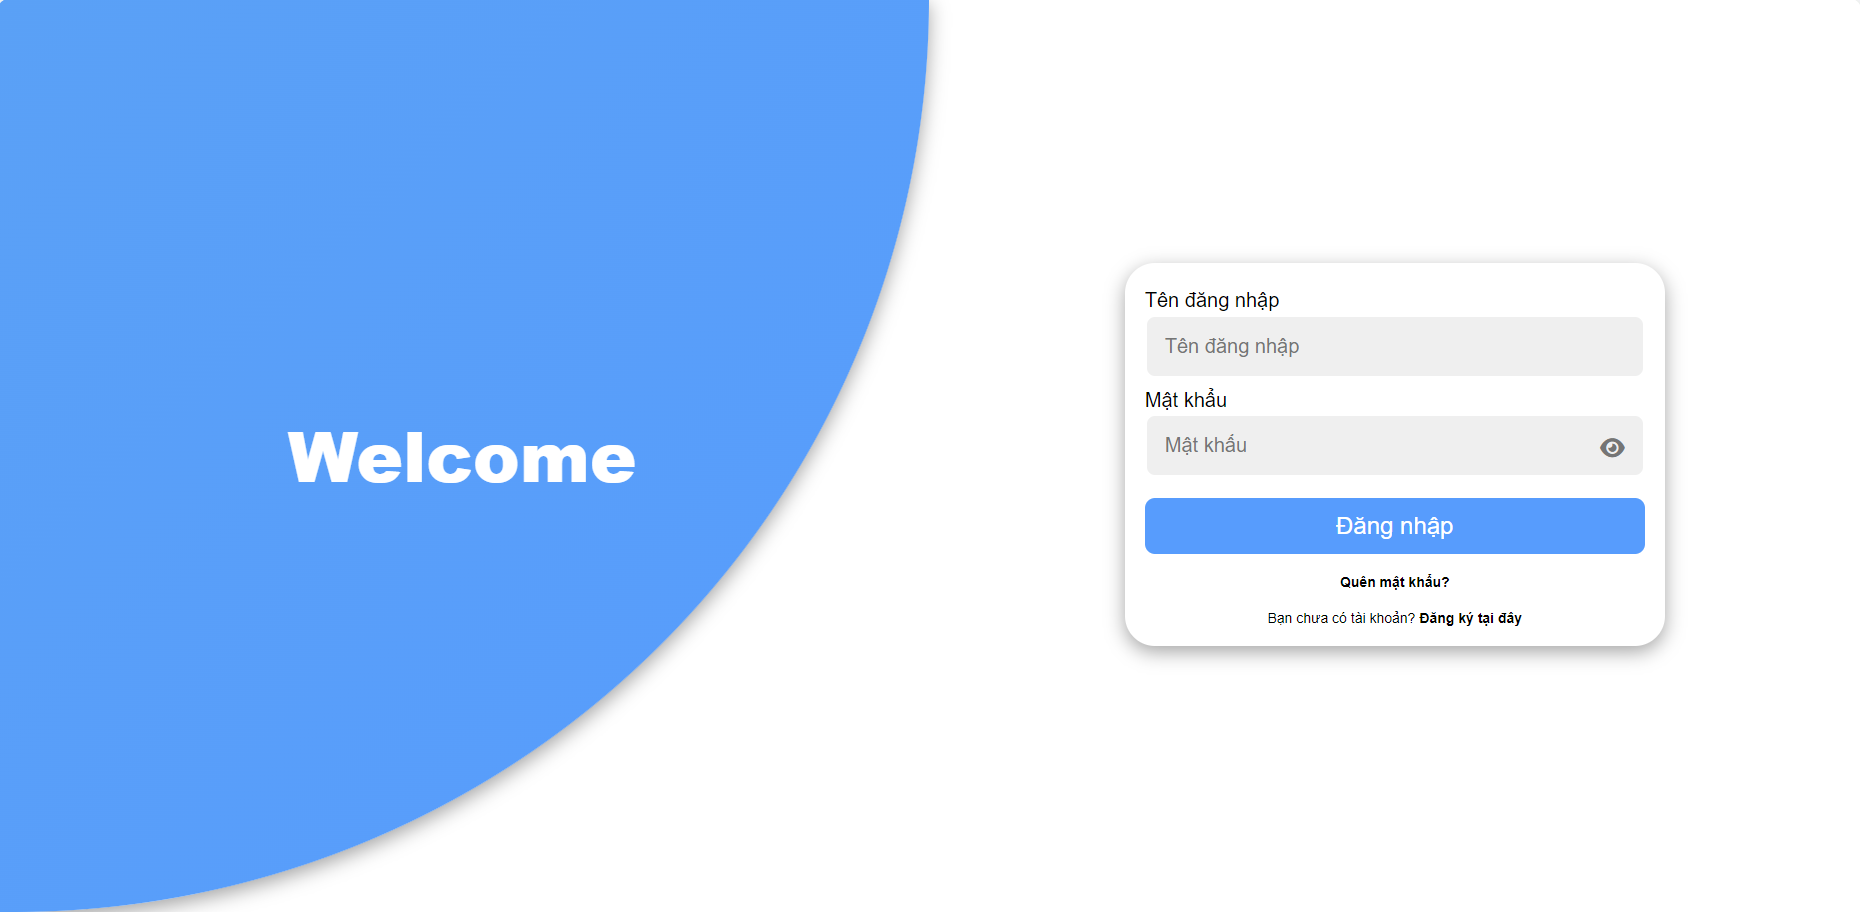 Welcome
Tên đăng nhập
Tên đăng nhập
Mật khẩu
Mật khẩu
Đăng nhập
Quên mật khẩu?
Bạn chưa có tài khoản? Đăng ký tại đây